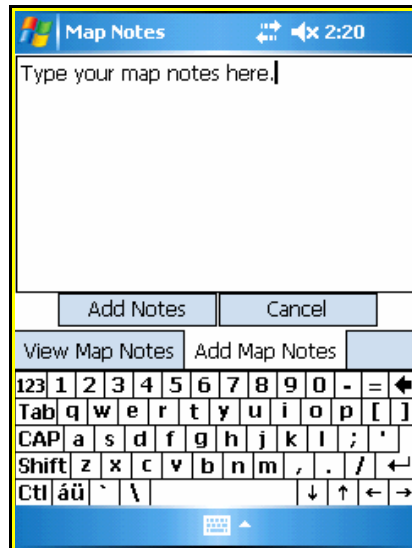 Map Notes 2:20
Type your map notes here.
Add Notes Cancel
View Map Notes Add Map Notes
123 1 2 3 4 5 6 7 8 9 0 - = 
Tab q w e r t y u i o p [ ]
CAP a s d f g h j k l ; '
Shift z x c v b n m , . /
Ctl áü ` \ ↓ ↑ ← →